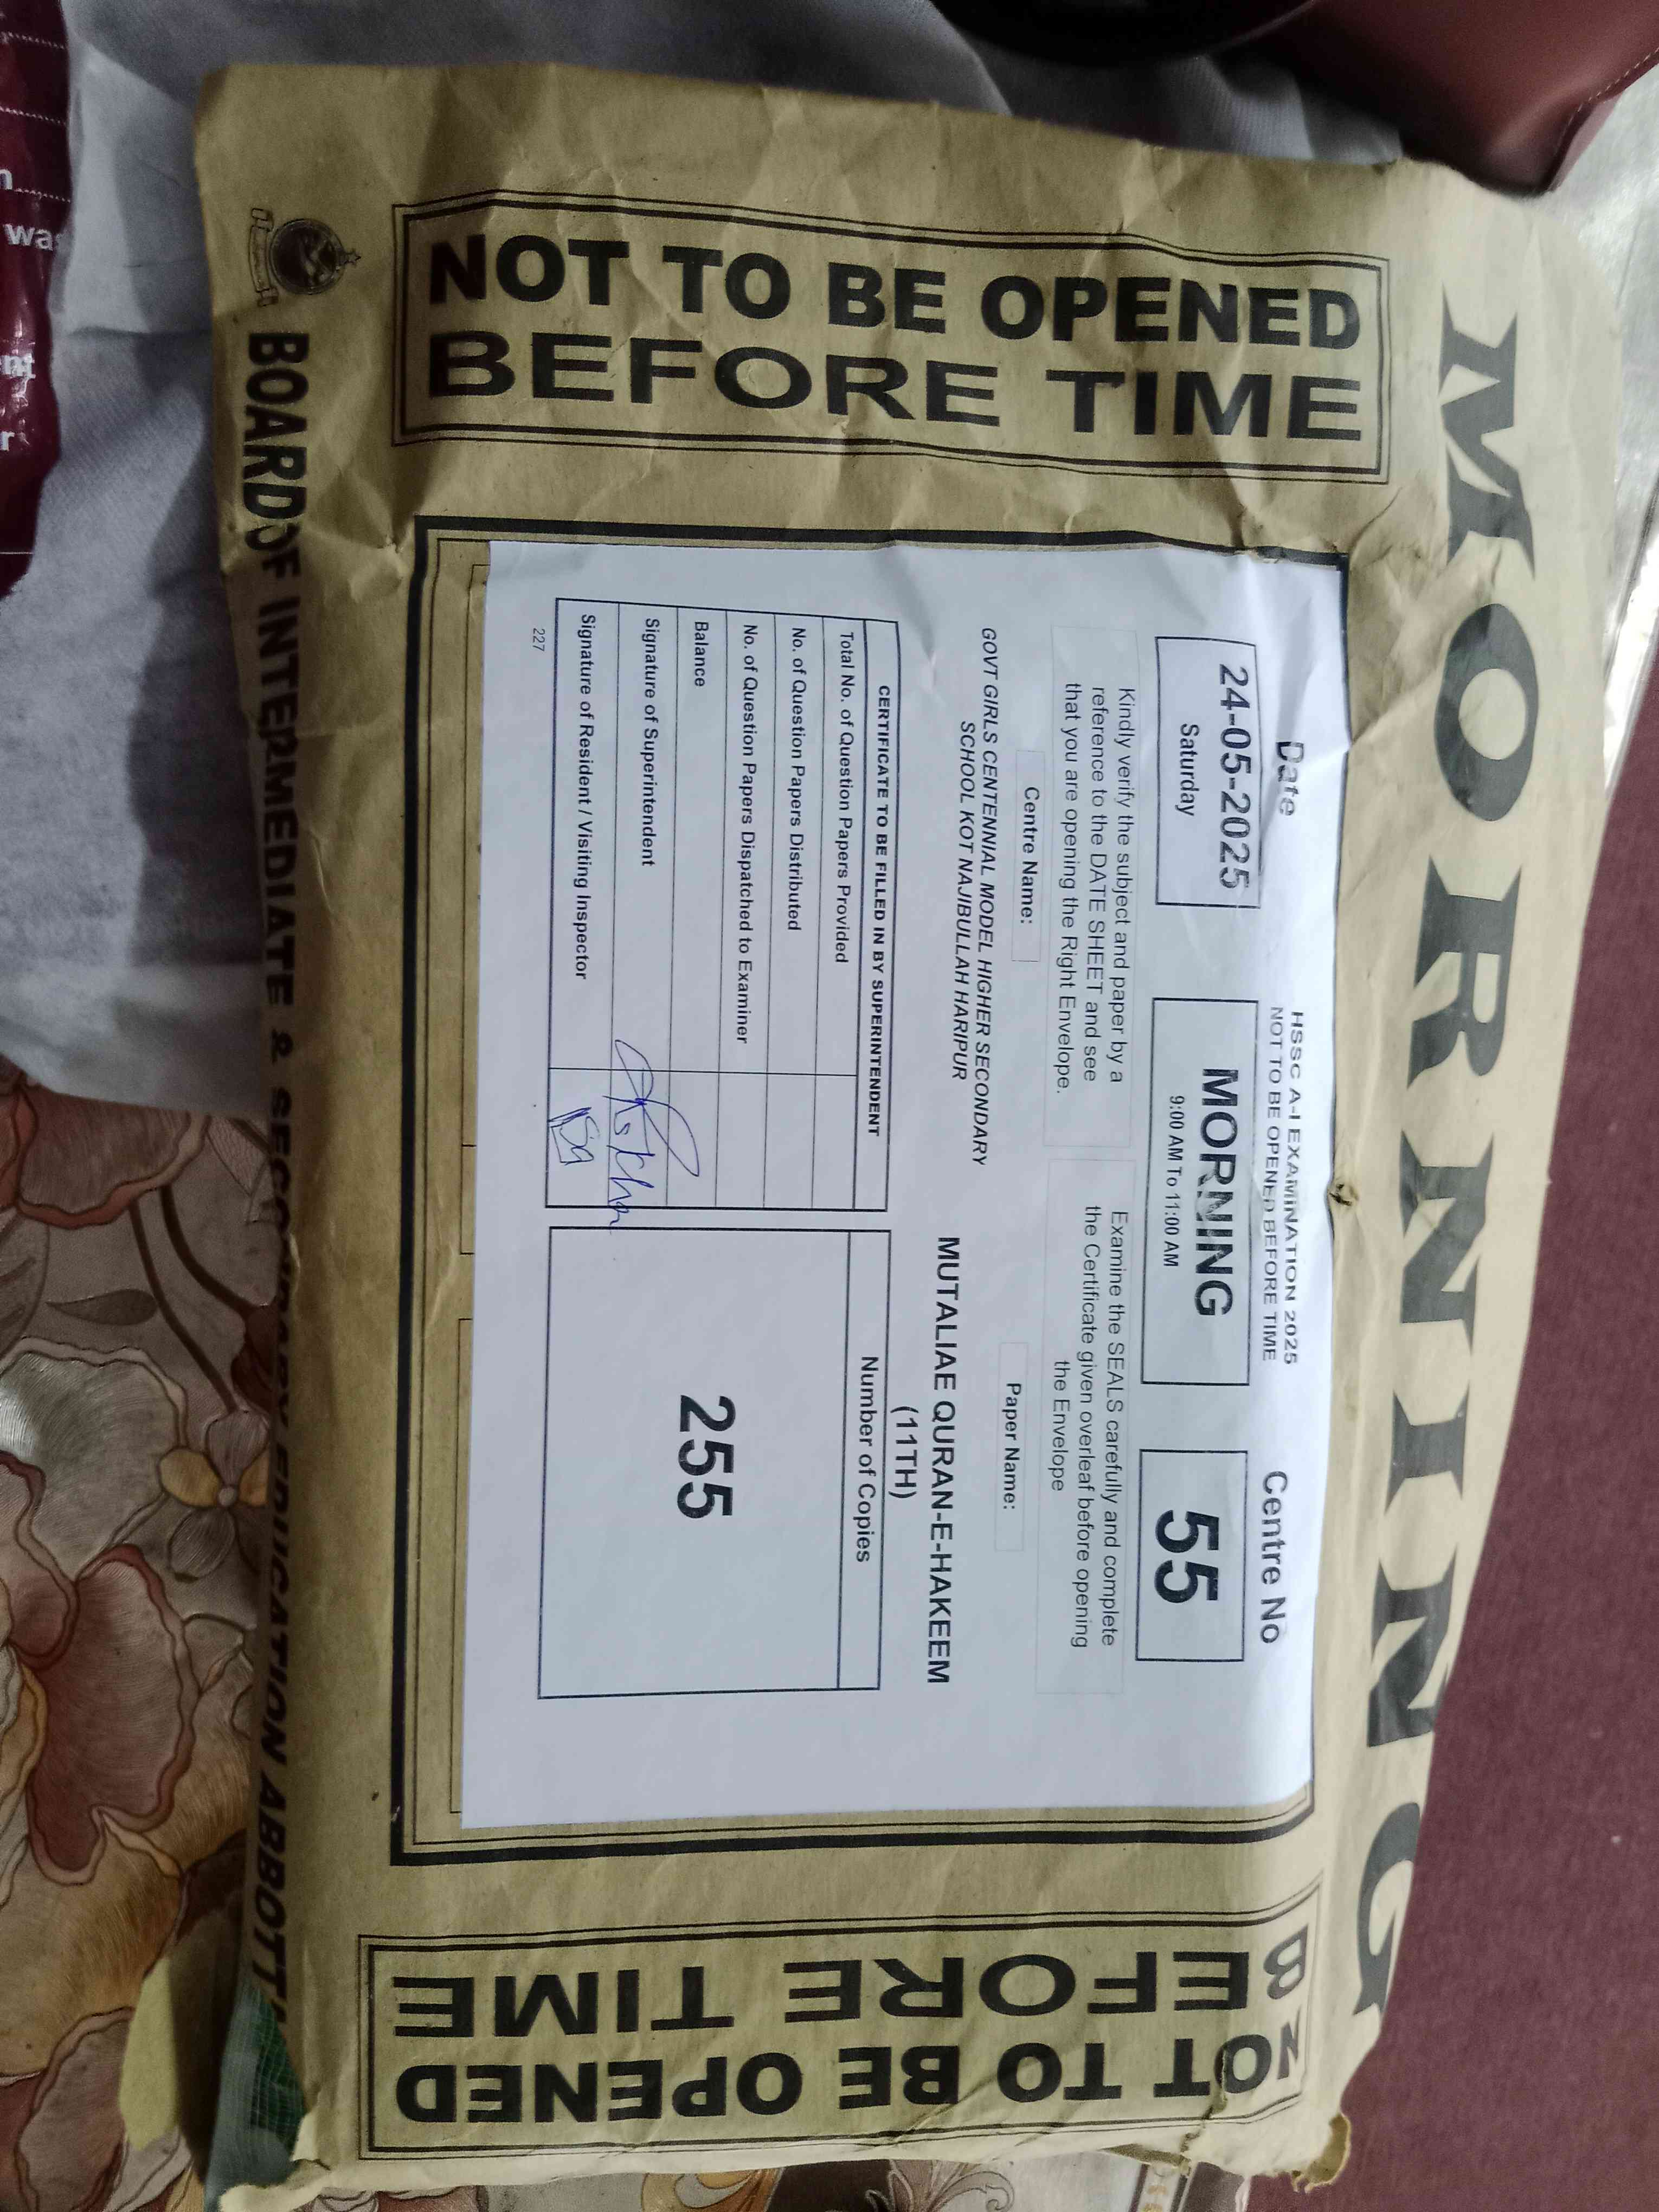 MORNING
NOT TO BE OPENED
BEFORE TIME
Date
24-05-2025
Saturday
HSSC A-I EXAMINATION 2025
NOT TO BE OPENED BEFORE TIME
MORNING
9:00 AM To 11:00 AM
Centre No
55
Kindly verify the subject and paper by a
reference to the DATE SHEET and see
that you are opening the Right Envelope.
Examine the SEALS carefully and complete
the Certificate given overleaf before opening
the Envelope
Centre Name:
GOVT GIRLS CENTENNIAL MODEL HIGHER SECONDARY
SCHOOL KOT NAJIBULLAH HARIPUR
Paper Name:
MUTALIAE QURAN-E-HAKEEM
(11TH)
CERTIFICATE TO BE FILLED IN BY SUPERINTENDENT
Total No. of Question Papers Provided
No. of Question Papers Distributed
No. of Question Papers Dispatched to Examiner
Balance
Signature of Superintendent
Signature of Resident / Visiting Inspector
227
Number of Copies
255
NOT TO BE OPENED
BEFORE TIME
BOARD OF INTERMEDIATE & SECONDARY EDUCATION ABBOTT